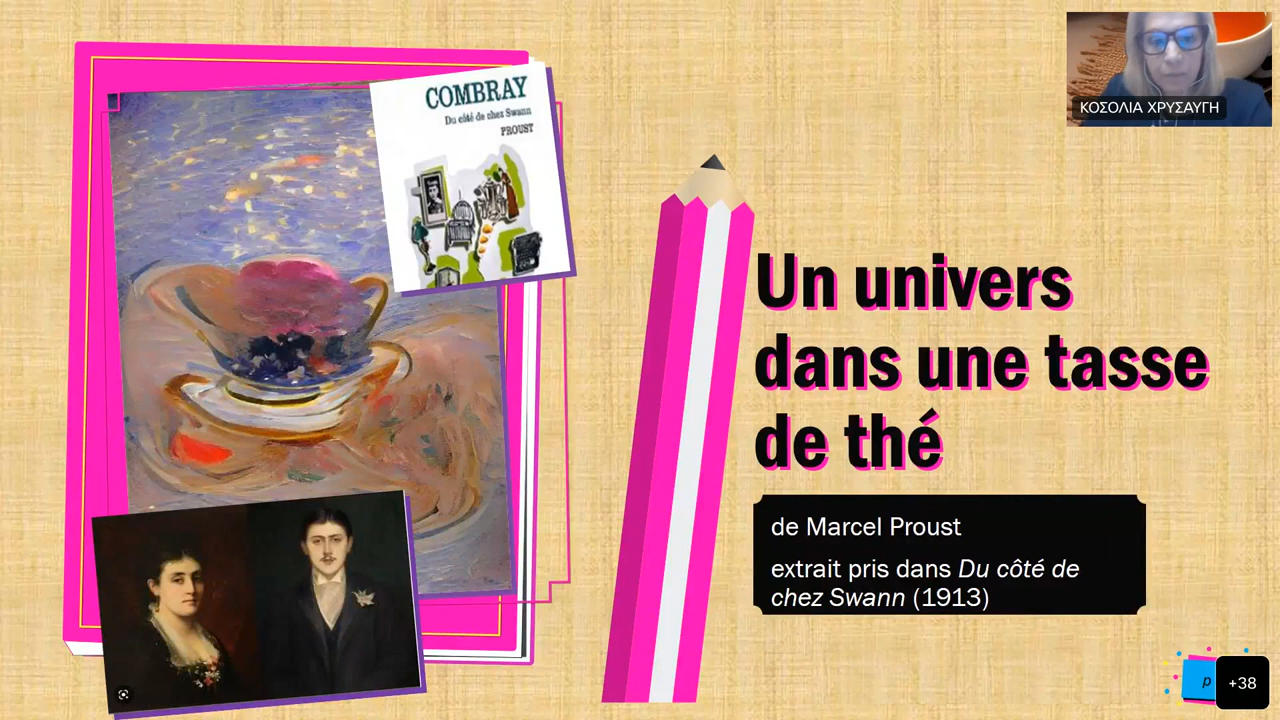 COMBRAY
Du côté de chez Swann
PROUST
ΚΟΣΟΛΙΑ ΧΡΥΣΑΥΓΗ
Un univers
dans une tasse
de thé
de Marcel Proust
extrait pris dans Du côté de
chez Swann (1913)
p
+38